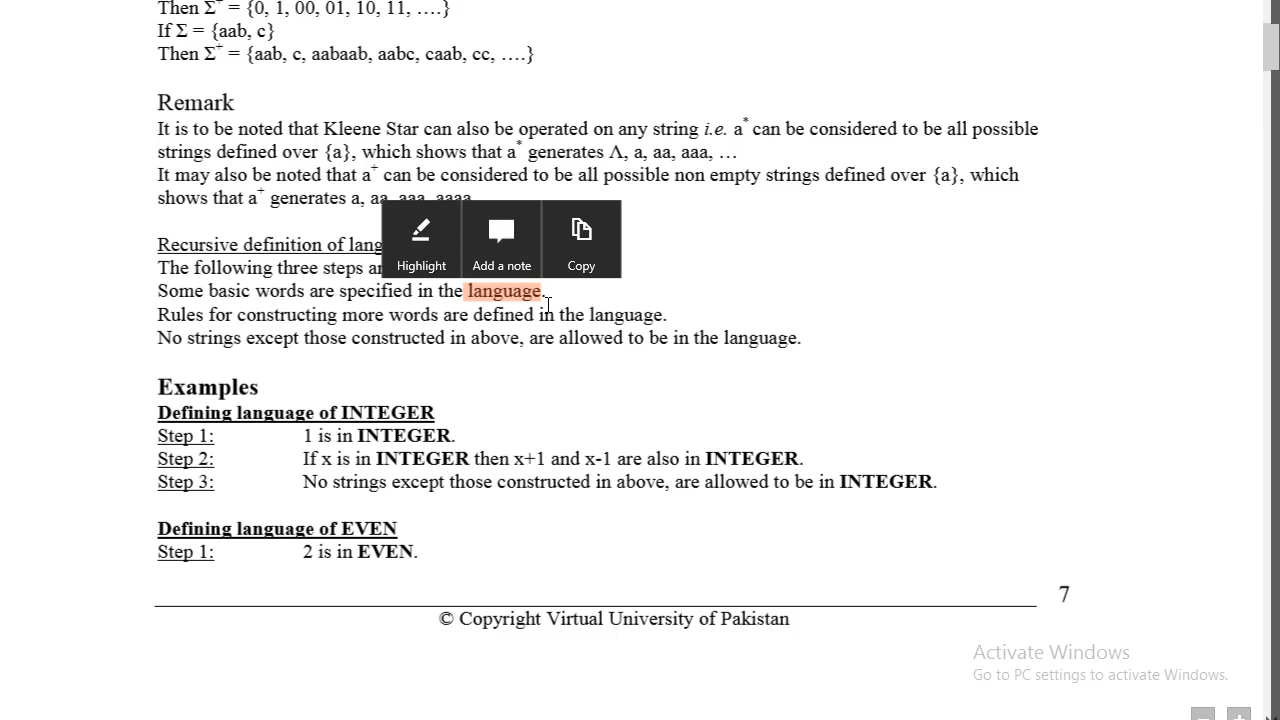 Then Σ⁺ = {0, 1, 00, 01, 10, 11, ….}
If Σ = {aab, c}
Then Σ⁺ = {aab, c, aabaab, aabc, caab, cc, ….}
Remark
It is to be noted that Kleene Star can also be operated on any string i.e. a* can be considered to be all possible
strings defined over {a}, which shows that a* generates Λ, a, aa, aaa, …
It may also be noted that a⁺ can be considered to be all possible non empty strings defined over {a}, which
shows that a⁺ generates a, aa, aaa, aaaa
Recursive definition of lang
The following three steps
Highlight
Add a note
Copy
Some basic words are specified in the language.
Rules for constructing more words are defined in the language.
No strings except those constructed in above, are allowed to be in the language.
Examples
Defining language of INTEGER
Step 1: 1 is in INTEGER.
Step 2: If x is in INTEGER then x+1 and x-1 are also in INTEGER.
Step 3: No strings except those constructed in above, are allowed to be in INTEGER.
Defining language of EVEN
Step 1: 2 is in EVEN.
7
© Copyright Virtual University of Pakistan
Activate Windows
Go to PC settings to activate Windows.